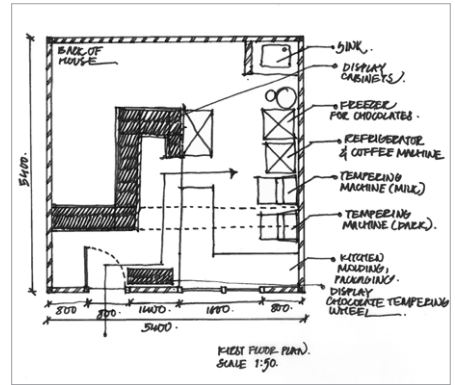 BACK OF
HOUSE
SINK.
DISPLAY
CABINETS.
FREEZER
FOR CHOCOLATES.
REFRIGERATOR
& COFFEE MACHINE
TEMPERING
MACHINE (MILK)
TEMPERING
MACHINE (DARK).
KITCHEN
MOLDING,
PACKAGING.
DISPLAY
CHOCOLATE TEMPERING
WHEEL
5400.
800
800.
1400.
1600.
800.
5400.
FIRST FLOOR PLAN.
SCALE 1:50.